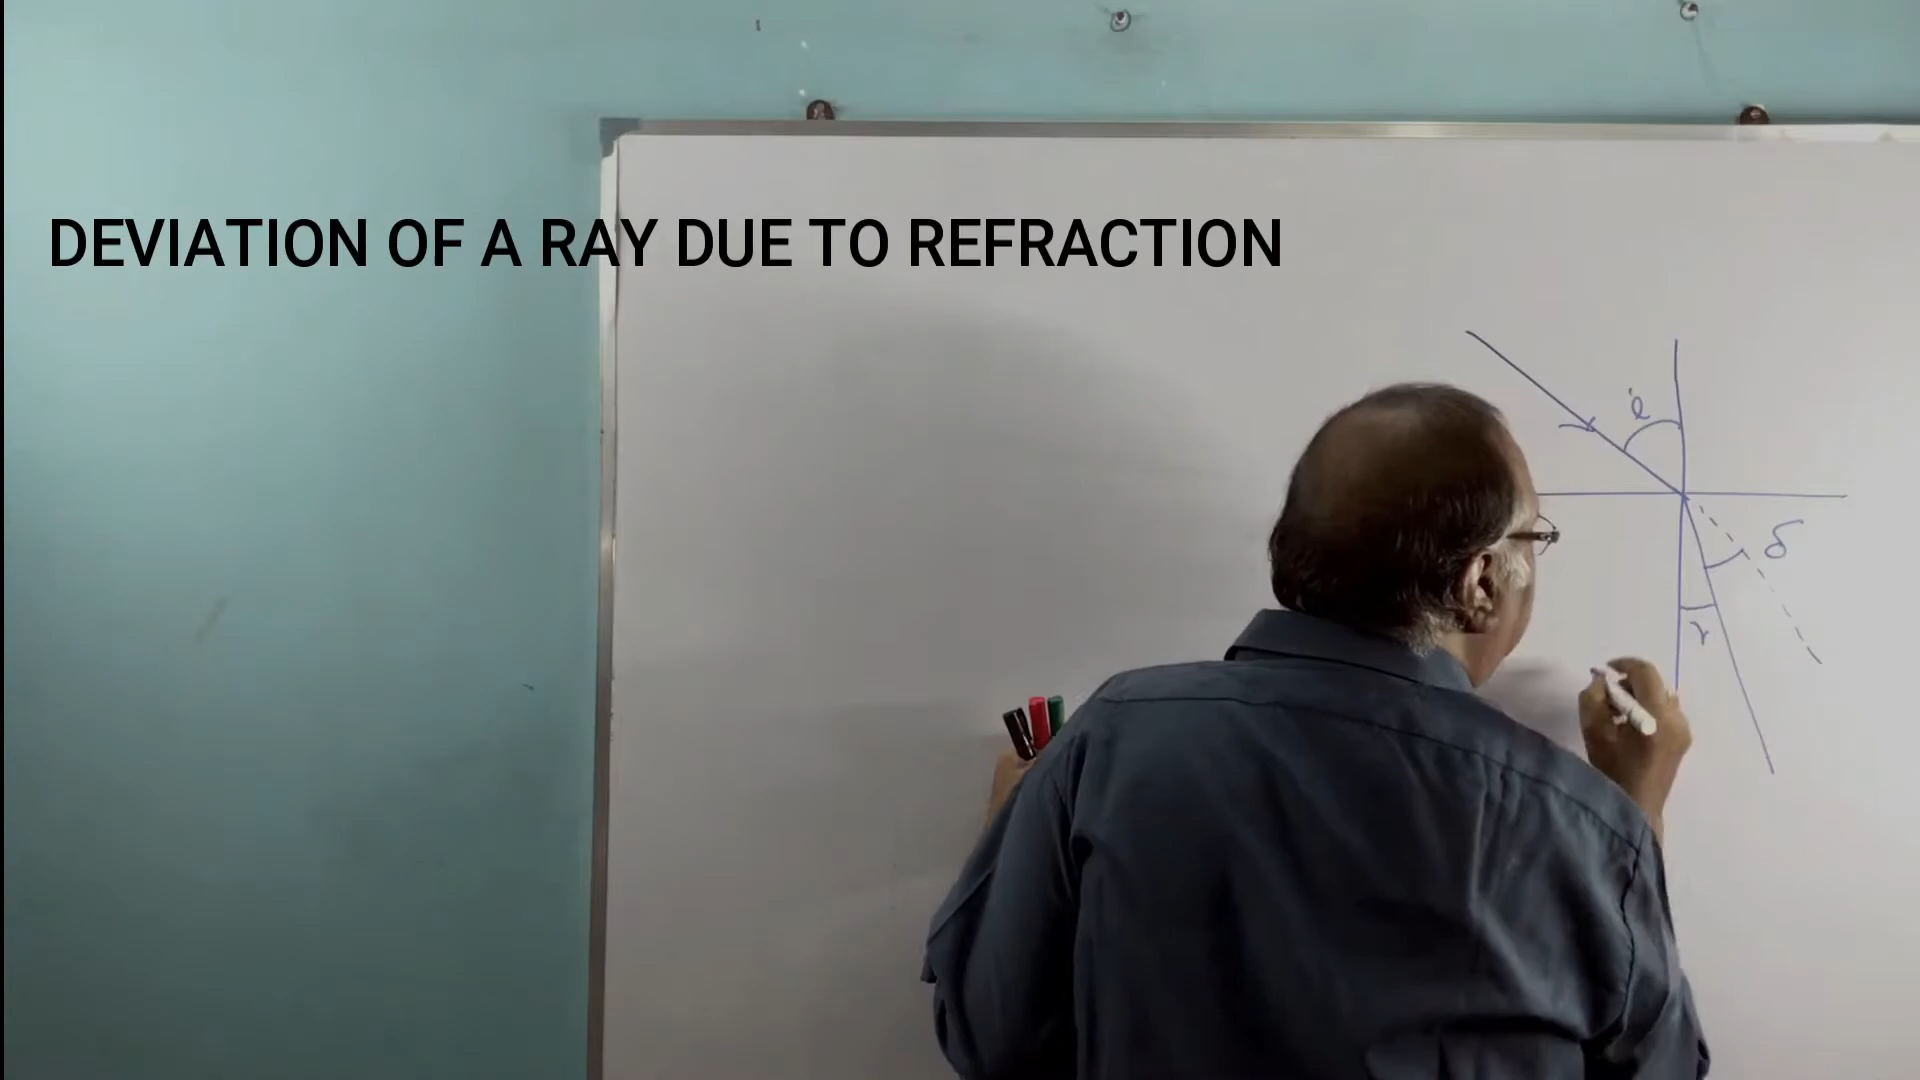 DEVIATION OF A RAY DUE TO REFRACTION
i
δ
r